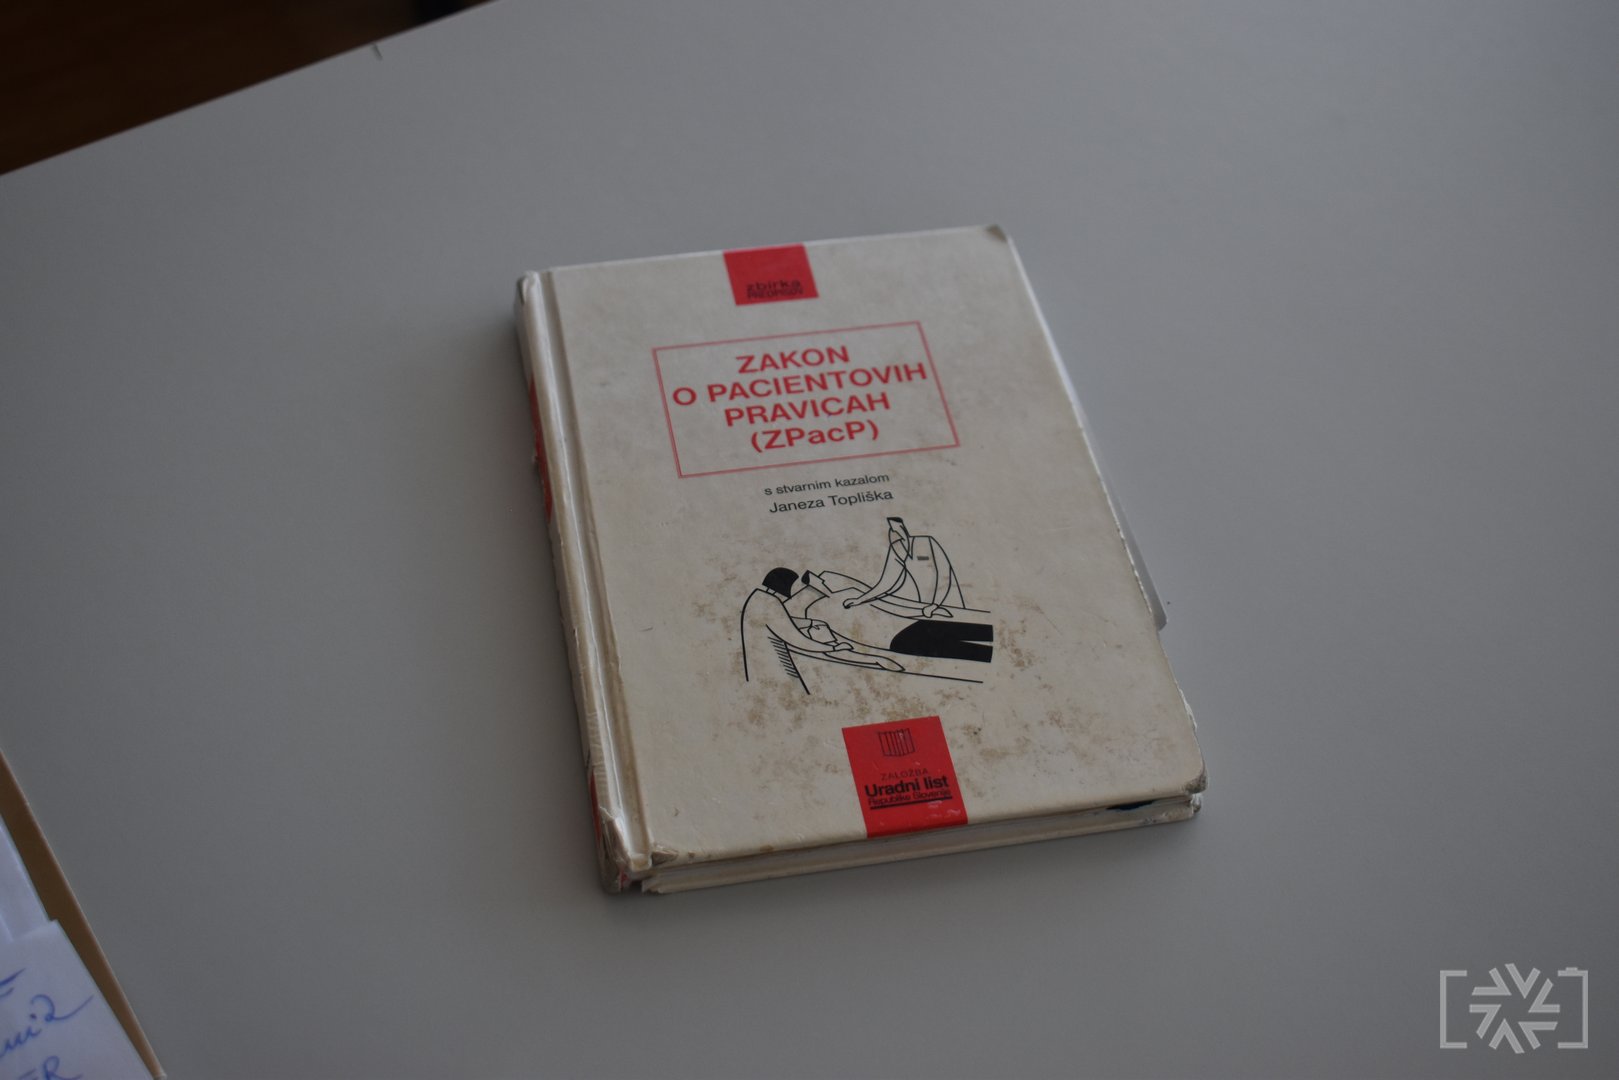 zbirka
PREDPISOV
ZAKON
O PACIENTOVIH
PRAVICAH
(ZPacP)
s stvarnim kazalom
Janeza Topliška
ZALOŽBA
Uradni list
Republike Slovenije